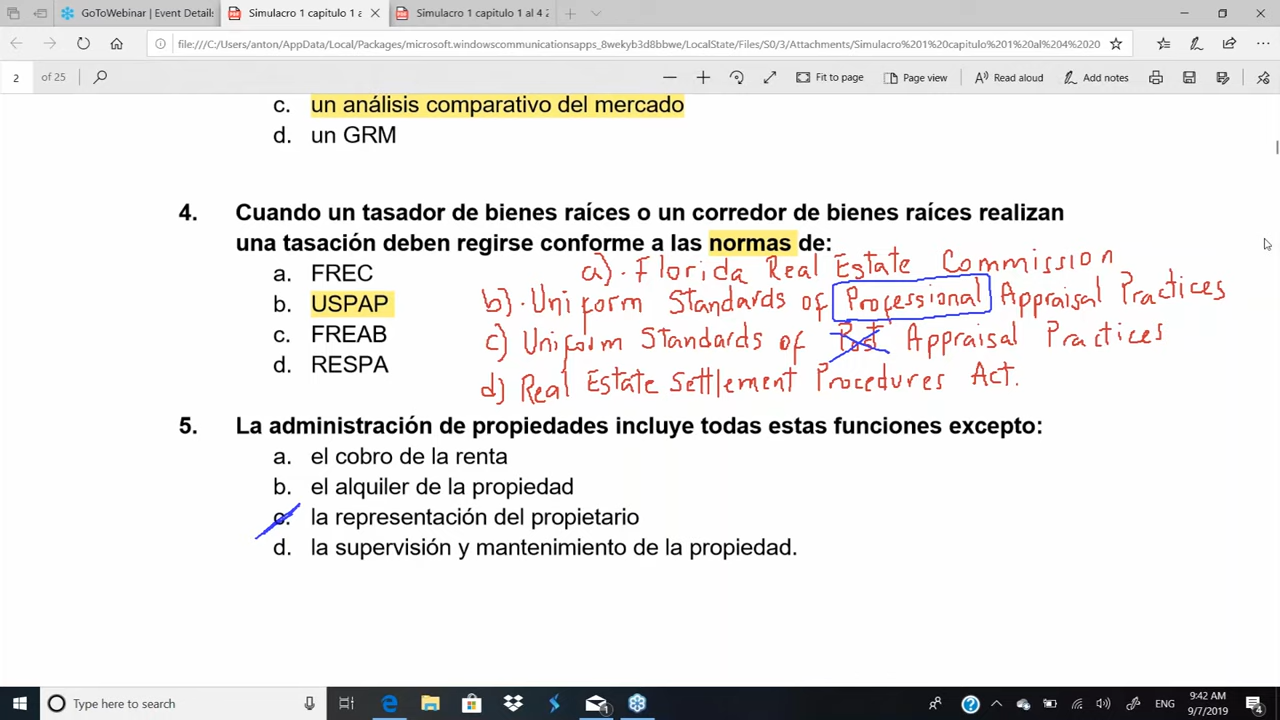 GoToWebinar | Event Details
Simulacro 1 capitulo 1 a
Simulacro 1 capitulo 1 al 4 2
file:///C:/Users/anton/AppData/Local/Packages/microsoft.windowscommunicationsapps_8wekyb3d8bbwe/LocalState/Files/S0/3/Attachments/Simulacro%201%20capitulo%201%20al%204%2020
2 of 25
Fit to page
Page view
Read aloud
Add notes
c. un análisis comparativo del mercado
d. un GRM
4. Cuando un tasador de bienes raíces o un corredor de bienes raíces realizan
una tasación deben regirse conforme a las normas de:
a. FREC
b. USPAP
c. FREAB
d. RESPA
a). Florida Real Estate Commission
b). Uniform Standards of Professional Appraisal Practices
c) Uniform Standards of Post Appraisal Practices
d) Real Estate Settlement Procedures Act.
5. La administración de propiedades incluye todas estas funciones excepto:
a. el cobro de la renta
b. el alquiler de la propiedad
c. la representación del propietario
d. la supervisión y mantenimiento de la propiedad.
Type here to search
ENG
9:42 AM
9/7/2019